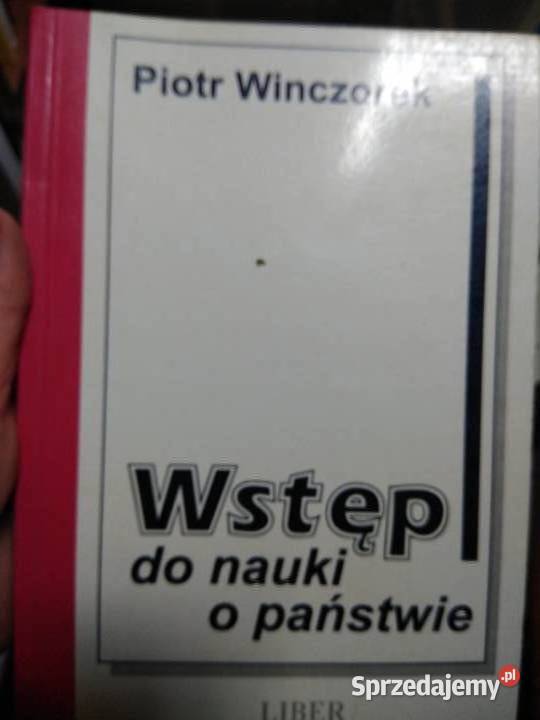 Piotr Winczorek
Wstęp
do nauki
o państwie
LIBER
Sprzedajemy.pl